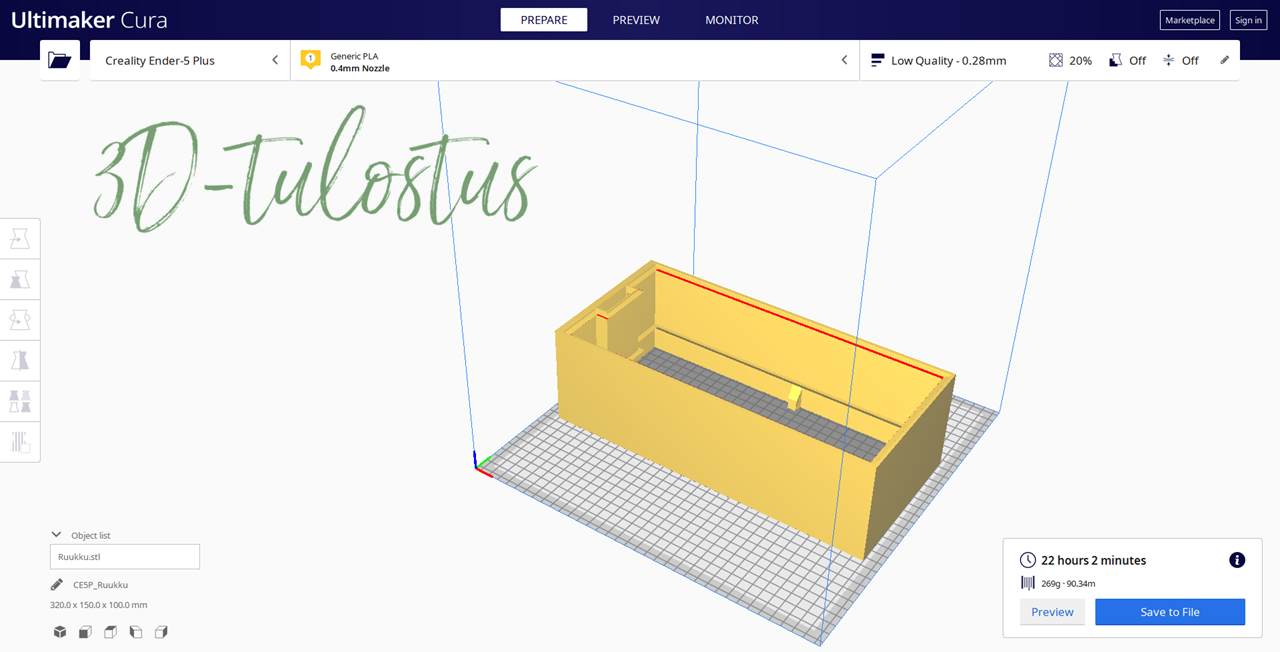 Ultimaker Cura
PREPARE
PREVIEW
MONITOR
Marketplace
Sign in
Creality Ender-5 Plus
1
Generic PLA
0.4mm Nozzle
Low Quality - 0.28mm
20%
Off
Off
3D-tulostus
Object list
Ruukku.stl
CE5P_Ruukku
320.0 x 150.0 x 100.0 mm
22 hours 2 minutes
269g · 90.34m
Preview
Save to File